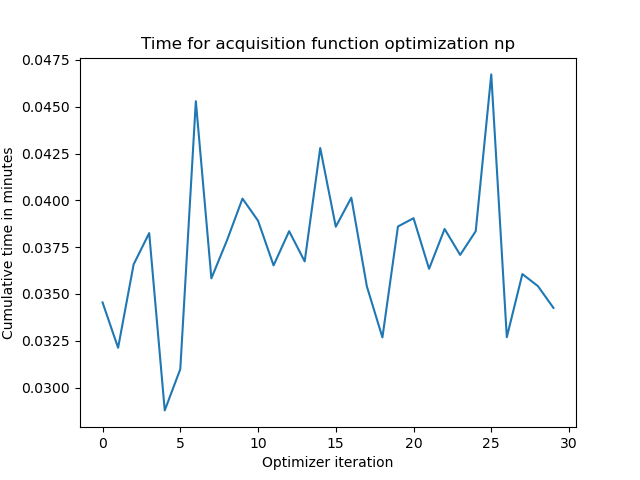 Time for acquisition function optimization np
Cumulative time in minutes
0.0475
0.0450
0.0425
0.0400
0.0375
0.0350
0.0325
0.0300
0 5 10 15 20 25 30
Optimizer iteration